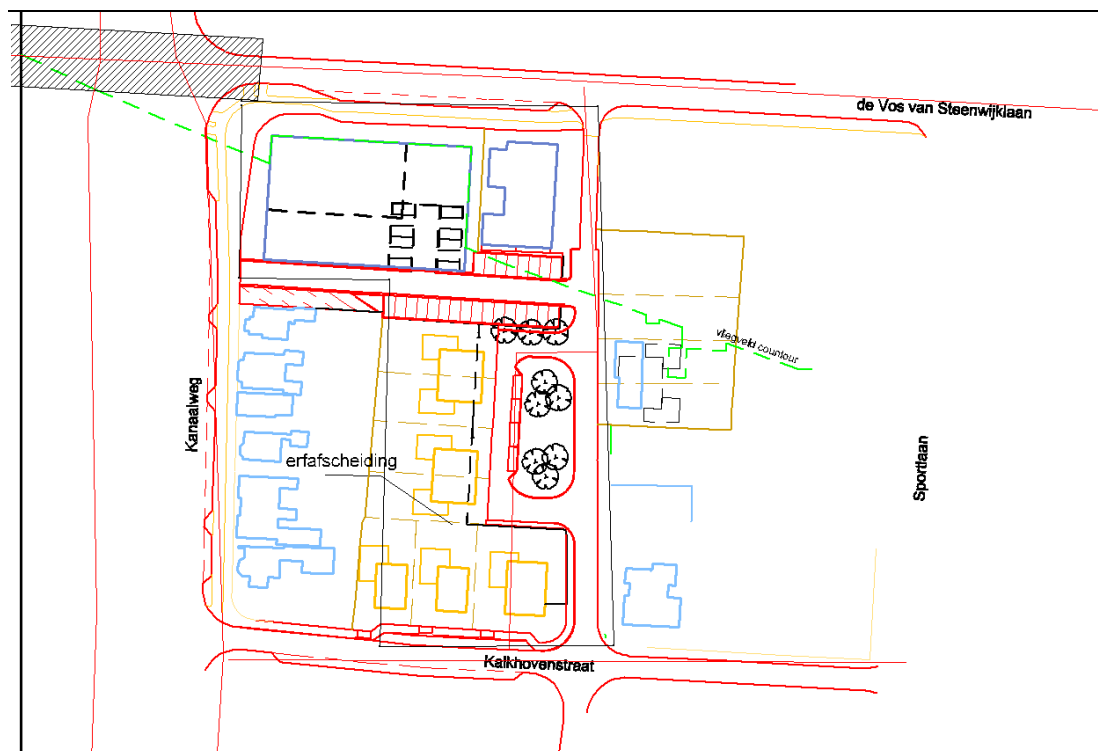 de Vos van Steenwijklaan
vliegveld countour
Kanaalweg
erfafscheiding
Sportlaan
Kalkhovenstraat